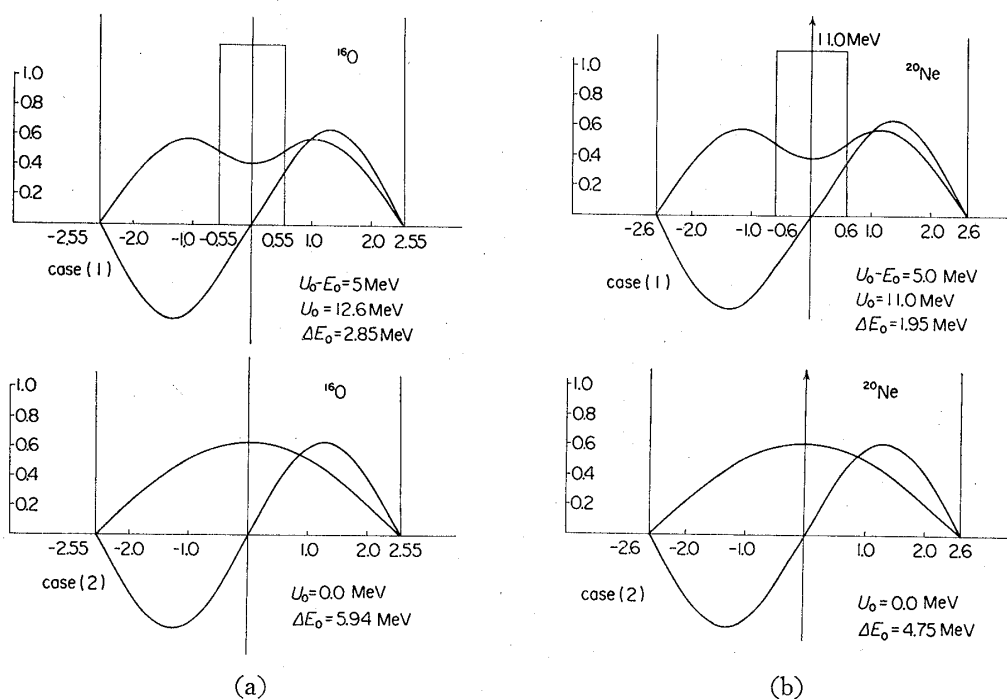 ¹⁶O
1.0
0.8
0.6
0.4
0.2
-2.55 -2.0 -1.0 -0.55 0.55 1.0 2.0 2.55
case (1)
U₀-E₀=5 MeV
U₀=12.6 MeV
ΔE₀=2.85 MeV
¹⁶O
1.0
0.8
0.6
0.4
0.2
-2.55 -2.0 -1.0 1.0 2.0 2.55
case (2)
U₀=0.0 MeV
ΔE₀=5.94 MeV
(a)
11.0 MeV
²⁰Ne
1.0
0.8
0.6
0.4
0.2
-2.6 -2.0 -1.0 -0.6 0.6 1.0 2.0 2.6
case (1)
U₀-E₀=5.0 MeV
U₀=11.0 MeV
ΔE₀=1.95 MeV
²⁰Ne
1.0
0.8
0.6
0.4
0.2
-2.6 -2.0 -1.0 1.0 2.0 2.6
case (2)
U₀=0.0 MeV
ΔE₀=4.75 MeV
(b)